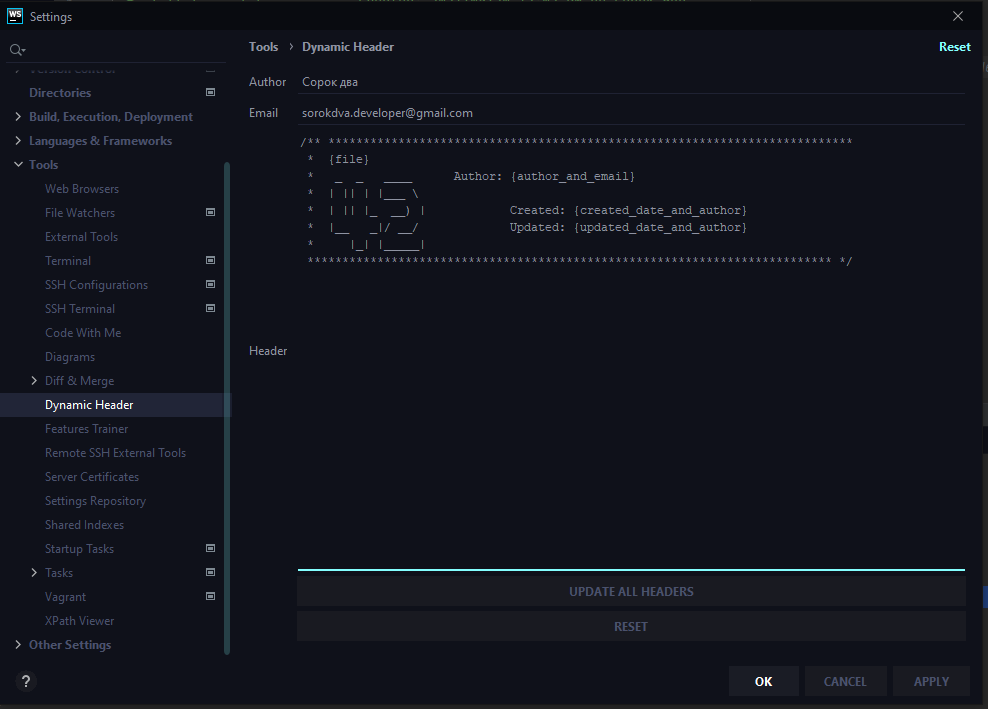 WS Settings
Version Control
Directories
Build, Execution, Deployment
Languages & Frameworks
Tools
Web Browsers
File Watchers
External Tools
Terminal
SSH Configurations
SSH Terminal
Code With Me
Diagrams
Diff & Merge
Dynamic Header
Features Trainer
Remote SSH External Tools
Server Certificates
Settings Repository
Shared Indexes
Startup Tasks
Tasks
Vagrant
XPath Viewer
Other Settings
?
Tools › Dynamic Header
Reset
Author Сорок два
Email sorokdva.developer@gmail.com
Header
/** ***************************************************************************
 *  {file}
 *   _  _   ____      Author: {author_and_email}
 *  | || | |___ \
 *  | || |_  __) |            Created: {created_date_and_author}
 *  |__   _|/ __/             Updated: {updated_date_and_author}
 *     |_| |_____|
 *************************************************************************** */
UPDATE ALL HEADERS
RESET
OK CANCEL APPLY